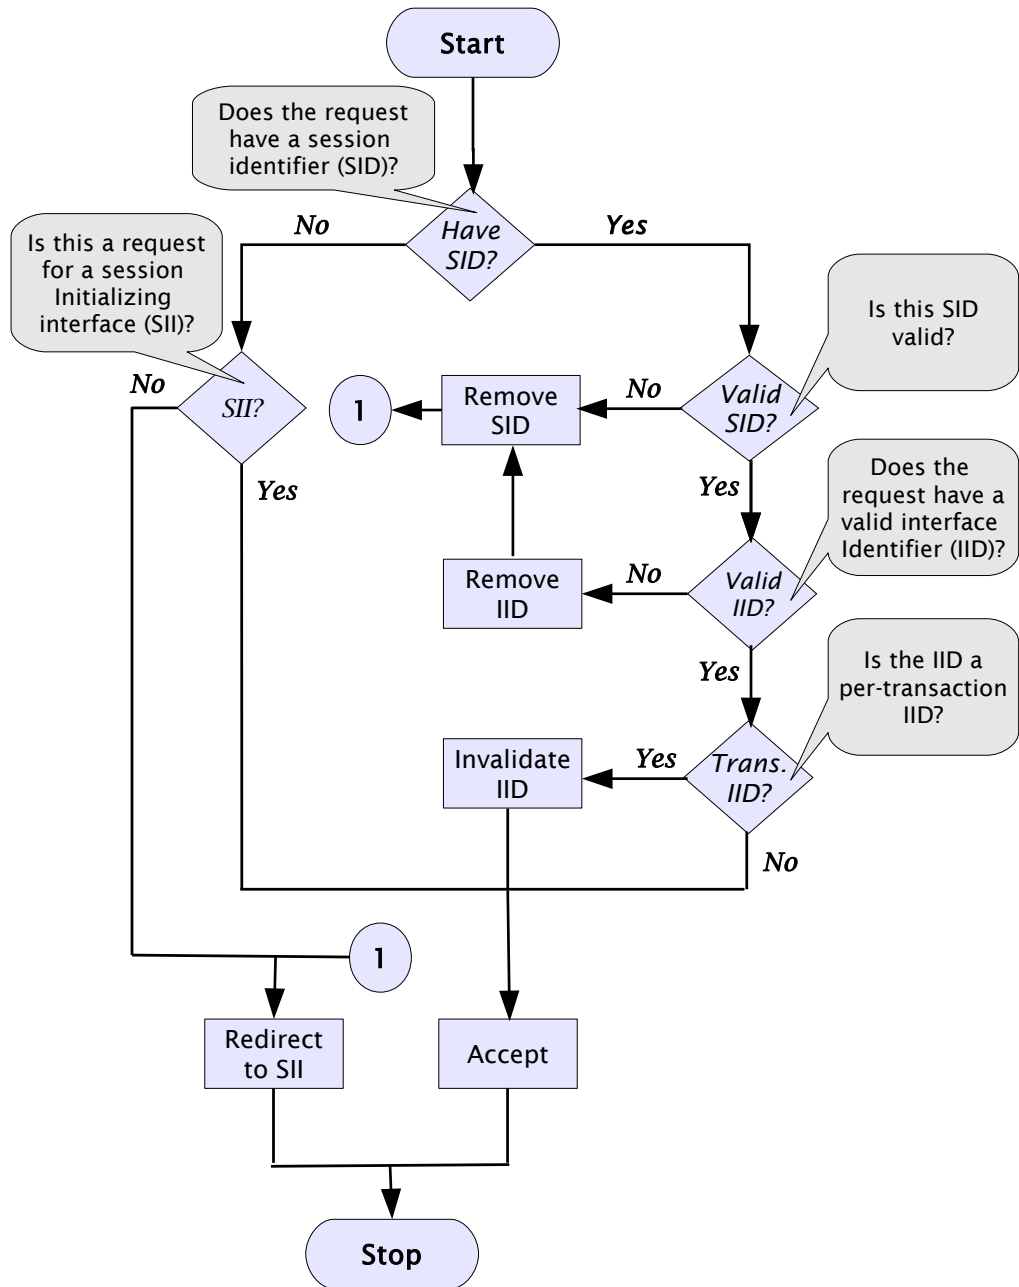 Start
Does the request
have a session
identifier (SID)?
No
Yes
Have
SID?
Is this a request
for a session
Initializing
interface (SII)?
Is this SID
valid?
No
SII?
Yes
1
Remove
SID
No
Valid
SID?
Yes
Does the
request have a
valid interface
Identifier (IID)?
Remove
IID
No
Valid
IID?
Yes
Is the IID a
per-transaction
IID?
Invalidate
IID
Yes
Trans.
IID?
No
1
Redirect
to SII
Accept
Stop